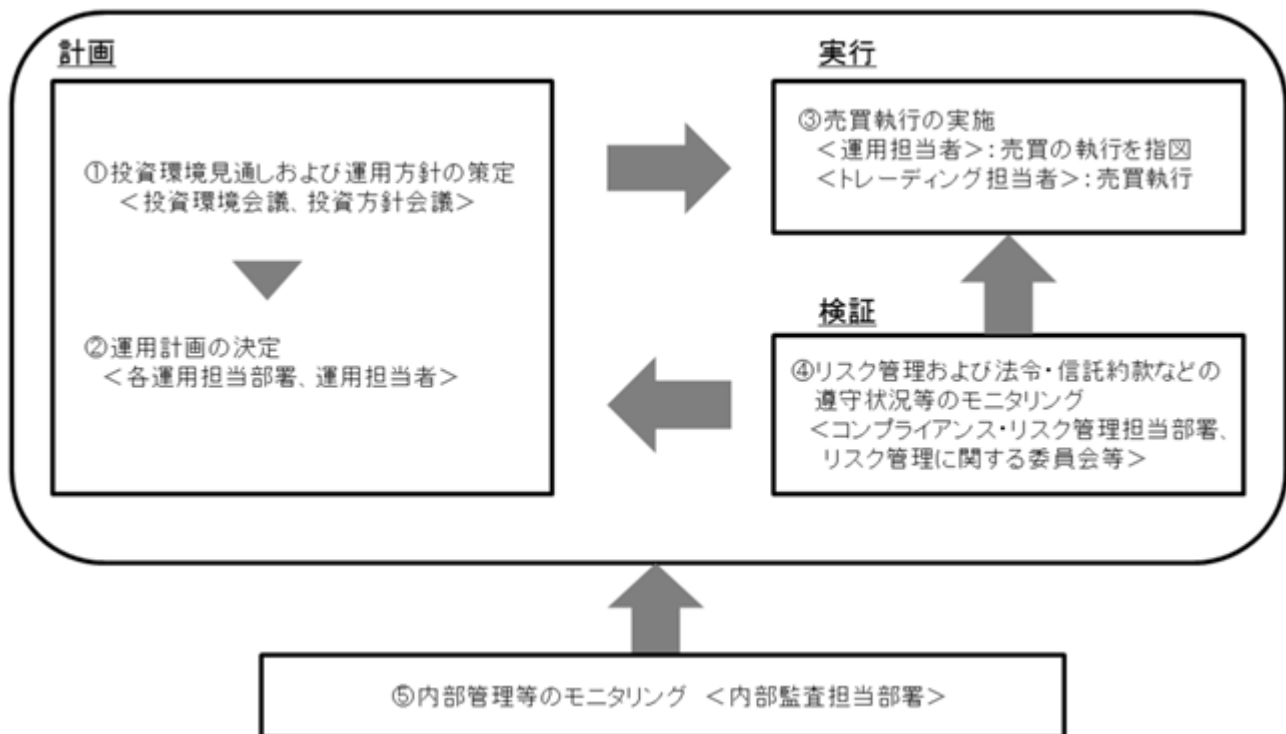 計画
①投資環境見通しおよび運用方針の策定
<投資環境会議、投資方針会議>
②運用計画の決定
<各運用担当部署、運用担当者>
実行
③売買執行の実施
<運用担当者>:売買の執行を指図
<トレーディング担当者>:売買執行
検証
④リスク管理および法令・信託約款などの
遵守状況等のモニタリング
<コンプライアンス・リスク管理担当部署、
リスク管理に関する委員会等>
⑤内部管理等のモニタリング <内部監査担当部署>